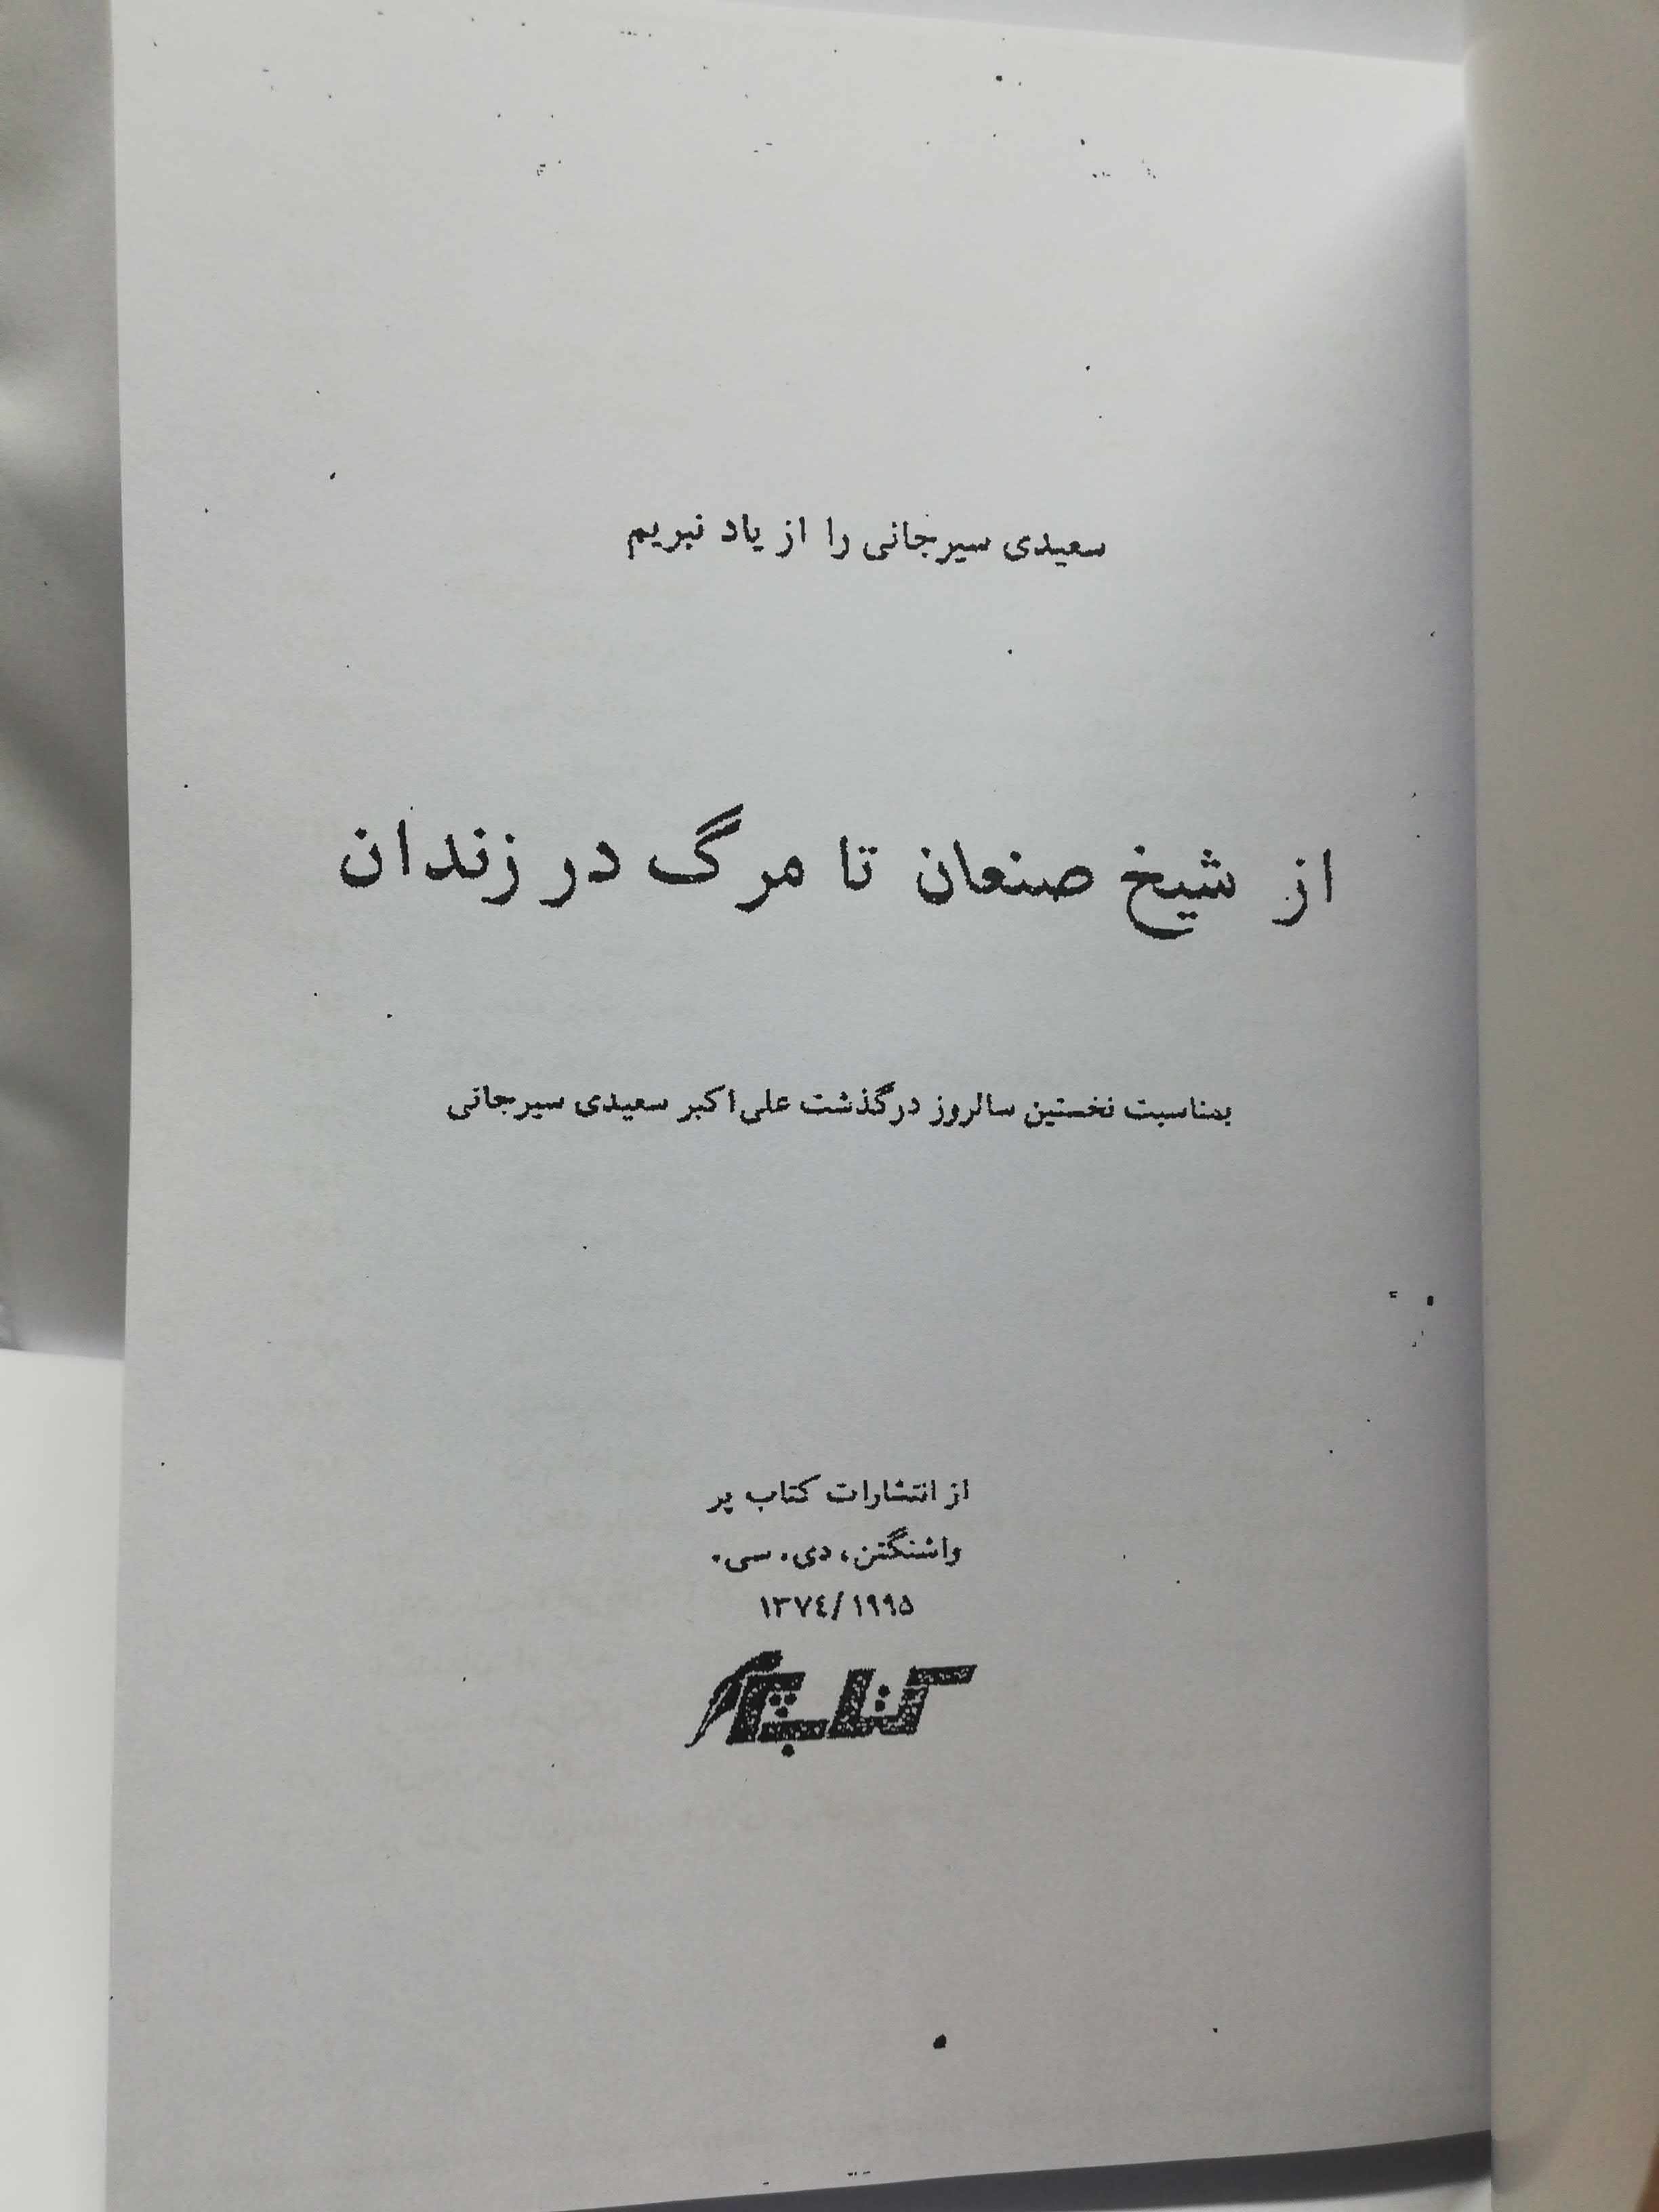 سعیدی سیرجانی را از یاد نبریم
از شیخ صنعان تا مرگ در زندان
بمناسبت نخستین سالروز درگذشت علی‌اکبر سعیدی سیرجانی
از انتشارات کتاب پر
واشنگتن، دی. سی.
۱۳۷٤/۱۹۹۵
کتاب پر